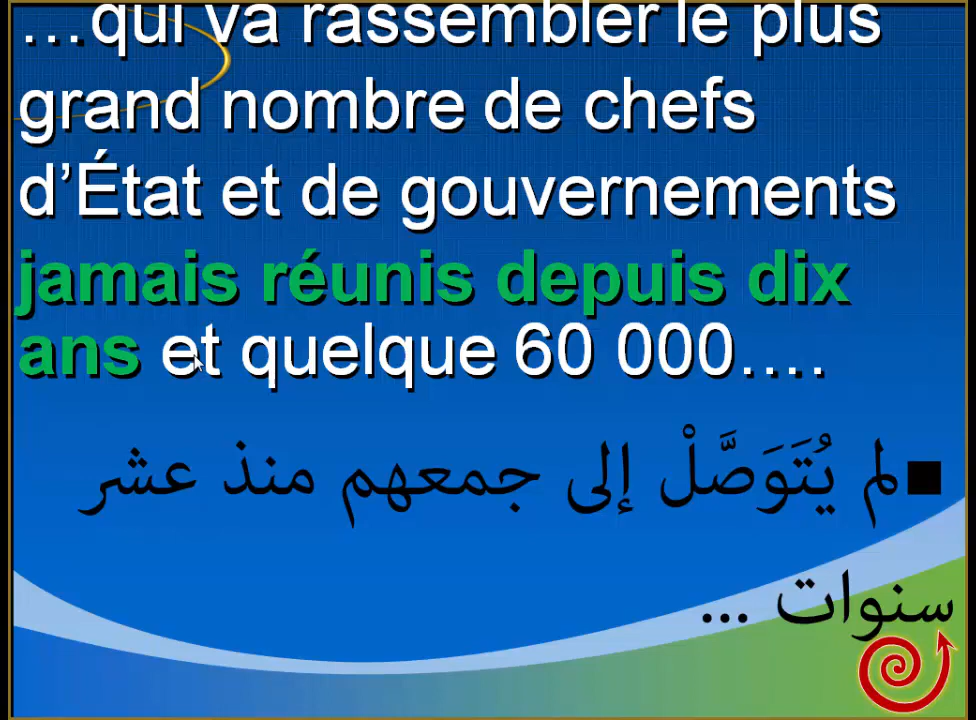 …qui va rassembler le plus
grand nombre de chefs
d’État et de gouvernements
jamais réunis depuis dix
ans et quelque 60 000….
■لم يُتَوَصَّلْ إلى جمعهم منذ عشر
سنوات ...